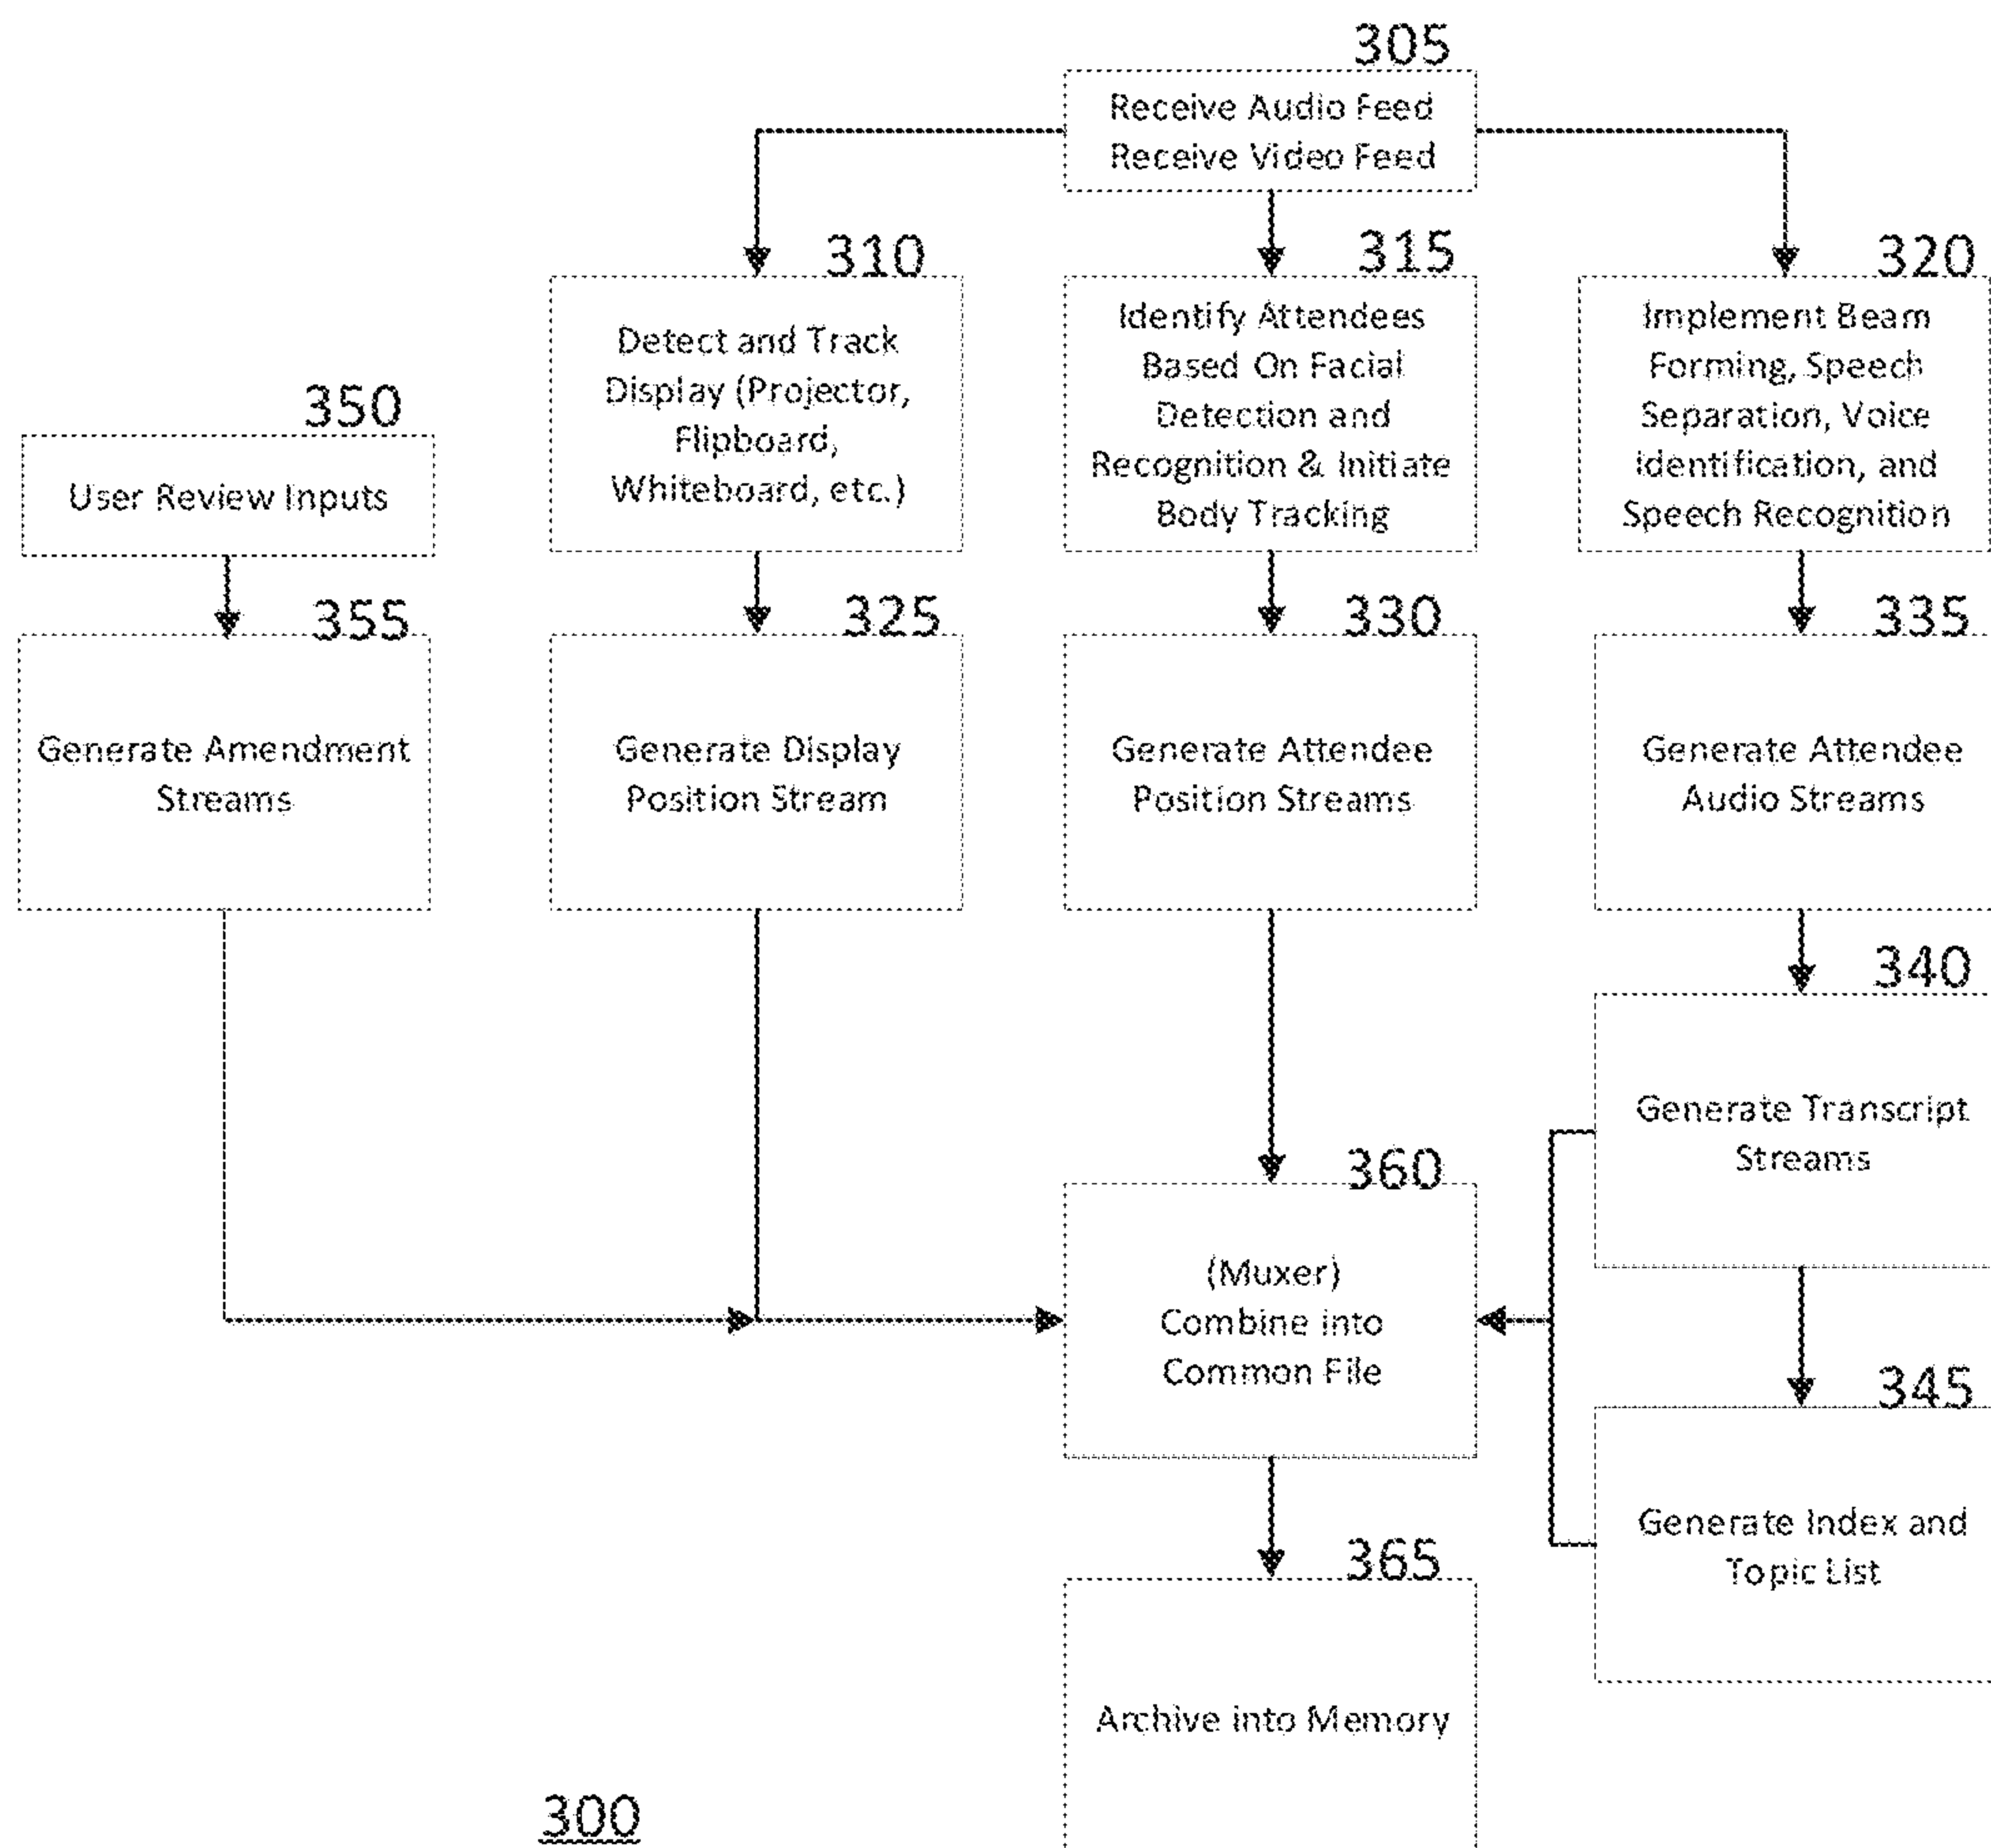 305
Receive Audio Feed
Receive Video Feed
310
Detect and Track
Display (Projector,
Flipboard,
Whiteboard, etc.)
315
Identify Attendees
Based On Facial
Detection and
Recognition & Initiate
Body Tracking
320
Implement Beam
Forming, Speech
Separation, Voice
Identification, and
Speech Recognition
350
User Review Inputs
355
Generate Amendment
Streams
325
Generate Display
Position Stream
330
Generate Attendee
Position Streams
335
Generate Attendee
Audio Streams
340
Generate Transcript
Streams
360
(Muxer)
Combine into
Common File
345
Generate Index and
Topic List
365
Archive into Memory
300